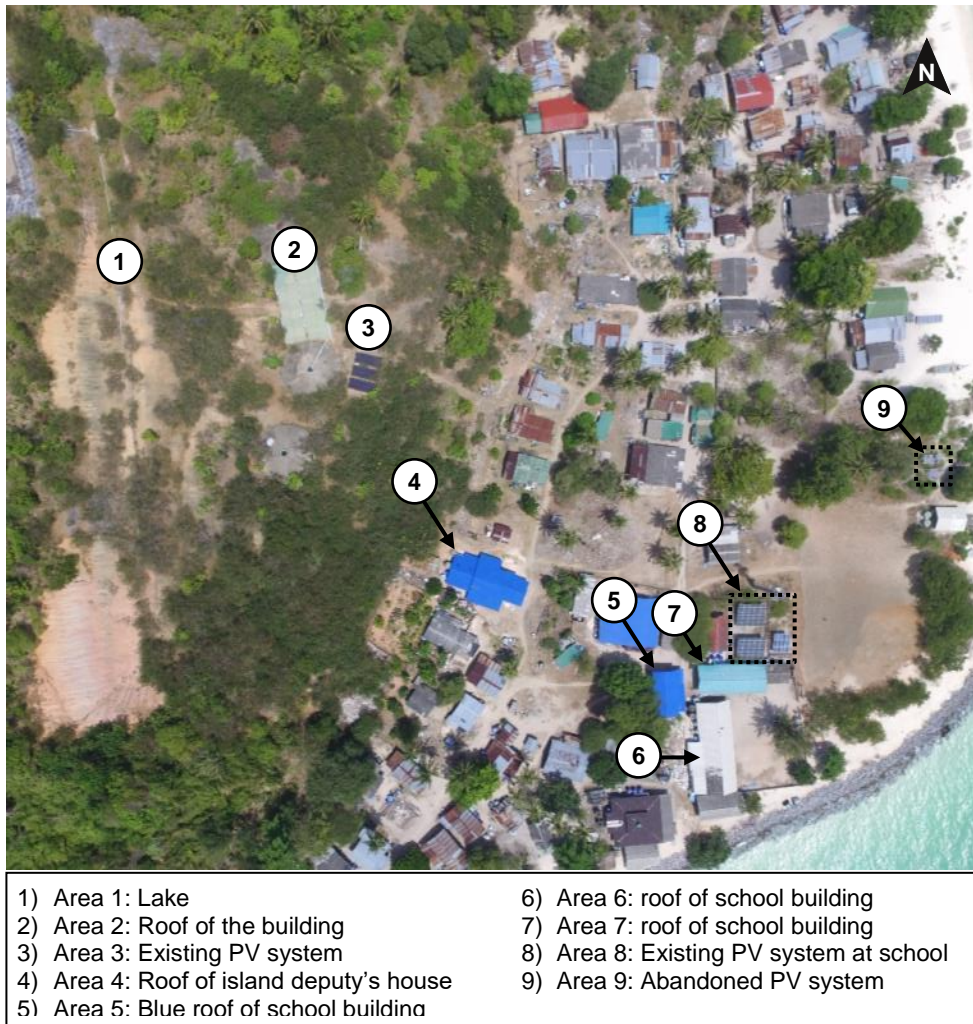 N
1
2
3
9
4
8
5
7
6
1) Area 1: Lake
2) Area 2: Roof of the building
3) Area 3: Existing PV system
4) Area 4: Roof of island deputy's house
5) Area 5: Blue roof of school building
6) Area 6: roof of school building
7) Area 7: roof of school building
8) Area 8: Existing PV system at school
9) Area 9: Abandoned PV system